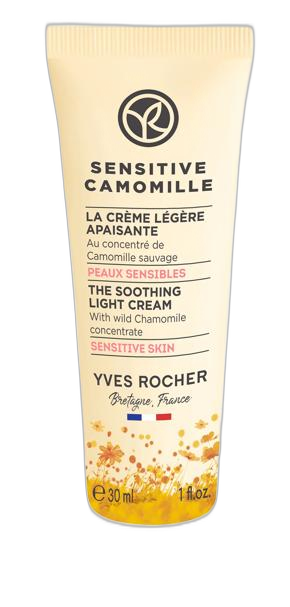 SENSITIVE
CAMOMILLE
LA CRÈME LÉGÈRE
APAISANTE
Au concentré de
Camomille sauvage
PEAUX SENSIBLES
THE SOOTHING
LIGHT CREAM
With wild Chamomile
concentrate
SENSITIVE SKIN
YVES ROCHER
Bretagne, France
℮ 30 ml 1 fl.oz.